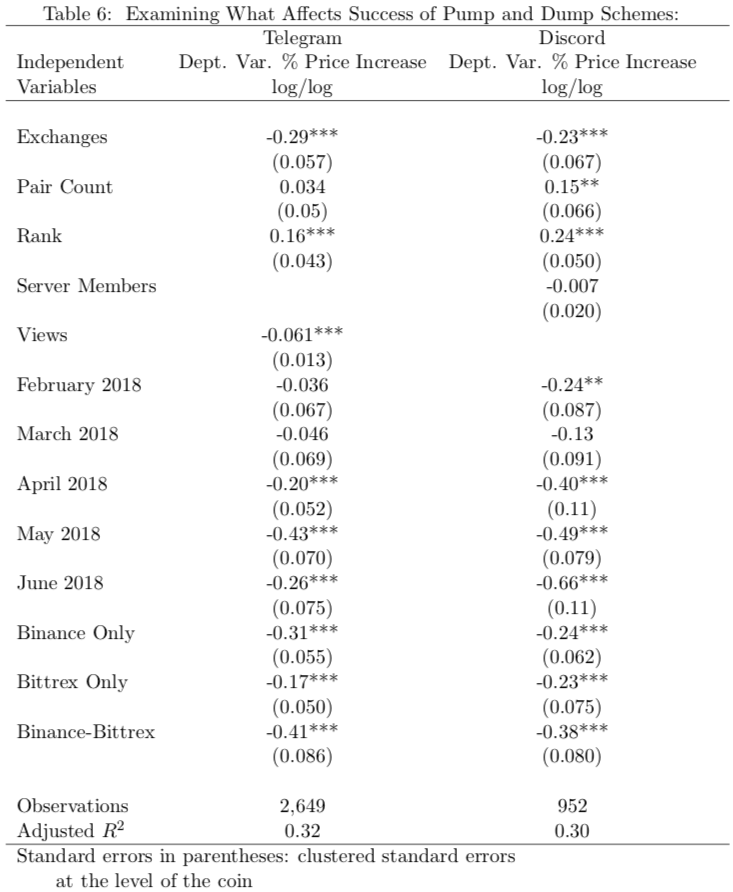 Table 6: Examining What Affects Success of Pump and Dump Schemes:
Telegram Discord
Independent Dept. Var. % Price Increase Dept. Var. % Price Increase
Variables log/log log/log
Exchanges -0.29*** -0.23***
(0.057) (0.067)
Pair Count 0.034 0.15**
(0.05) (0.066)
Rank 0.16*** 0.24***
(0.043) (0.050)
Server Members -0.007
(0.020)
Views -0.061***
(0.013)
February 2018 -0.036 -0.24**
(0.067) (0.087)
March 2018 -0.046 -0.13
(0.069) (0.091)
April 2018 -0.20*** -0.40***
(0.052) (0.11)
May 2018 -0.43*** -0.49***
(0.070) (0.079)
June 2018 -0.26*** -0.66***
(0.075) (0.11)
Binance Only -0.31*** -0.24***
(0.055) (0.062)
Bittrex Only -0.17*** -0.23***
(0.050) (0.075)
Binance-Bittrex -0.41*** -0.38***
(0.086) (0.080)
Observations 2,649 952
Adjusted R² 0.32 0.30
Standard errors in parentheses: clustered standard errors
at the level of the coin